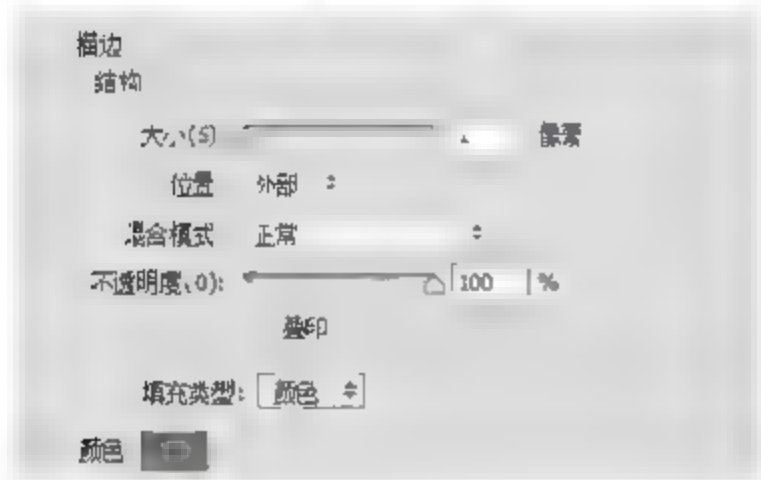 描边
结构
大小(S) 像素
位置 外部
混合模式 正常
不透明度(O): 100 %
叠印
填充类型: 颜色
颜色